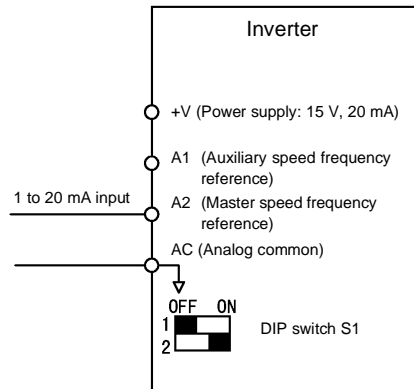 Inverter
+V (Power supply: 15 V, 20 mA)
A1 (Auxiliary speed frequency
reference)
1 to 20 mA input
A2 (Master speed frequency
reference)
AC (Analog common)
OFF ON
1
2
DIP switch S1